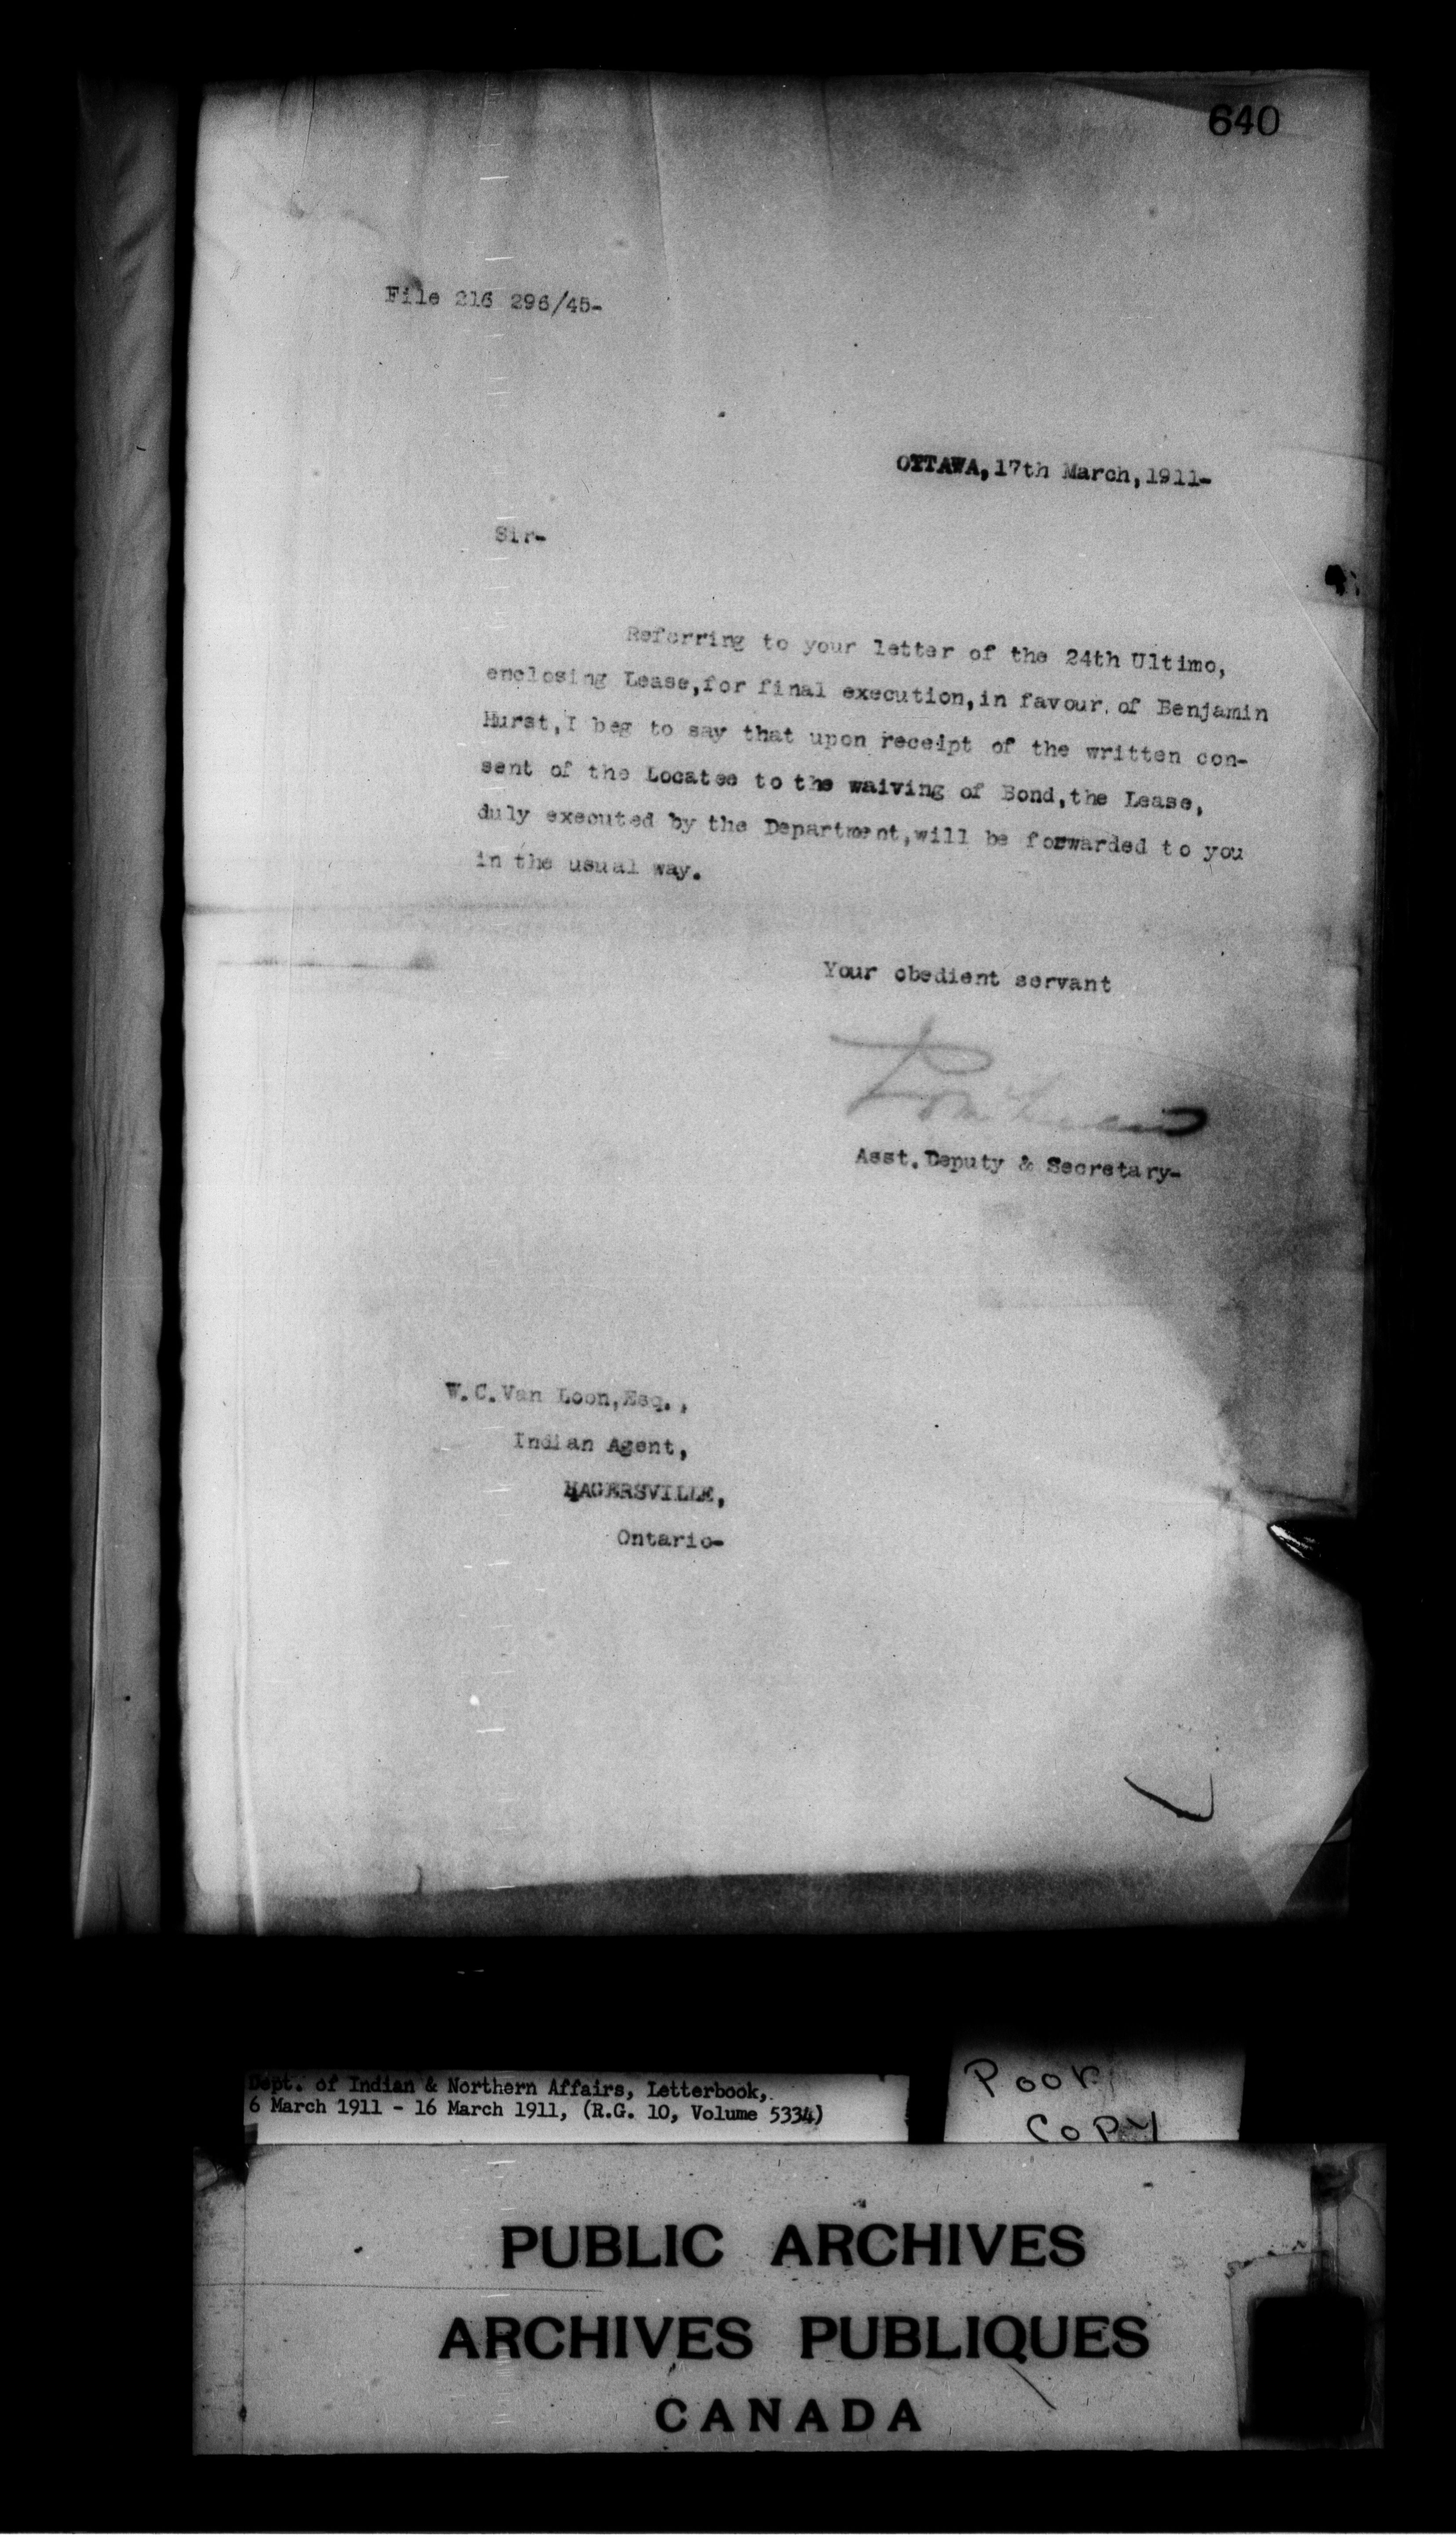 640
File 216 296/45-
OTTAWA, 17th March, 1911-
Sir-
Referring to your letter of the 24th Ultimo,
enclosing Lease, for final execution, in favour. of Benjamin
Hurst, I beg to say that upon receipt of the written con-
sent of the Locatee to the waiving of Bond, the Lease,
duly executed by the Department, will be forwarded to you
in the usual way.
Your obedient servant
Asst. Deputy & Secretary-
W. C. Van Loon, Esq.,
Indian Agent,
HAGERSVILLE,
Ontario-
Dept. of Indian & Northern Affairs, Letterbook,
6 March 1911 - 16 March 1911, (R.G. 10, Volume 5334)
Poor
COPY
PUBLIC ARCHIVES
ARCHIVES PUBLIQUES
CANADA